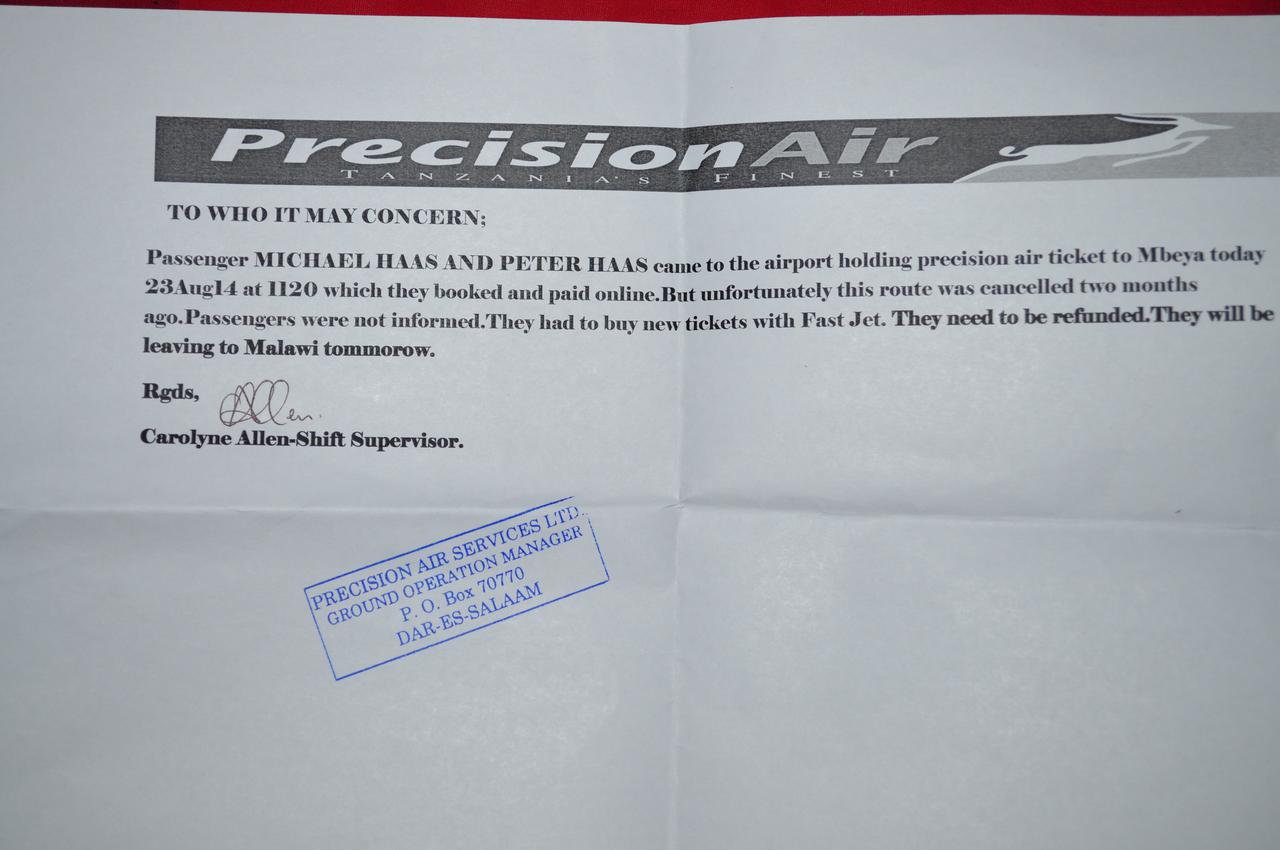 PrecisionAir
TANZANIA'S FINEST
TO WHO IT MAY CONCERN;
Passenger MICHAEL HAAS AND PETER HAAS came to the airport holding precision air ticket to Mbeya today
23Aug14 at 1120 which they booked and paid online.But unfortunately this route was cancelled two months
ago.Passengers were not informed.They had to buy new tickets with Fast Jet. They need to be refunded.They will be
leaving to Malawi tommorow.
Rgds,
Allen.
Carolyne Allen-Shift Supervisor.
PRECISION AIR SERVICES LTD.
GROUND OPERATION MANAGER
P. O. Box 70770
DAR-ES-SALAAM